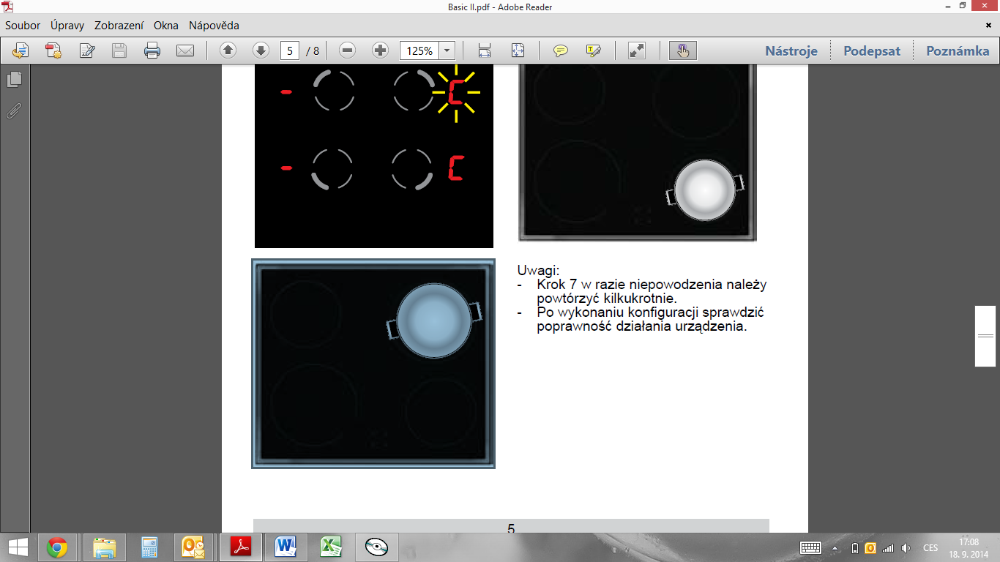 Basic II.pdf - Adobe Reader
Soubor Úpravy Zobrazení Okna Nápověda
5 / 8 125% Nástroje Podepsat Poznámka
- C
- C
Uwagi:
- Krok 7 w razie niepowodzenia należy
powtórzyć kilkukrotnie.
- Po wykonaniu konfiguracji sprawdzić
poprawność działania urządzenia.
5
CES
17:08
18. 9. 2014